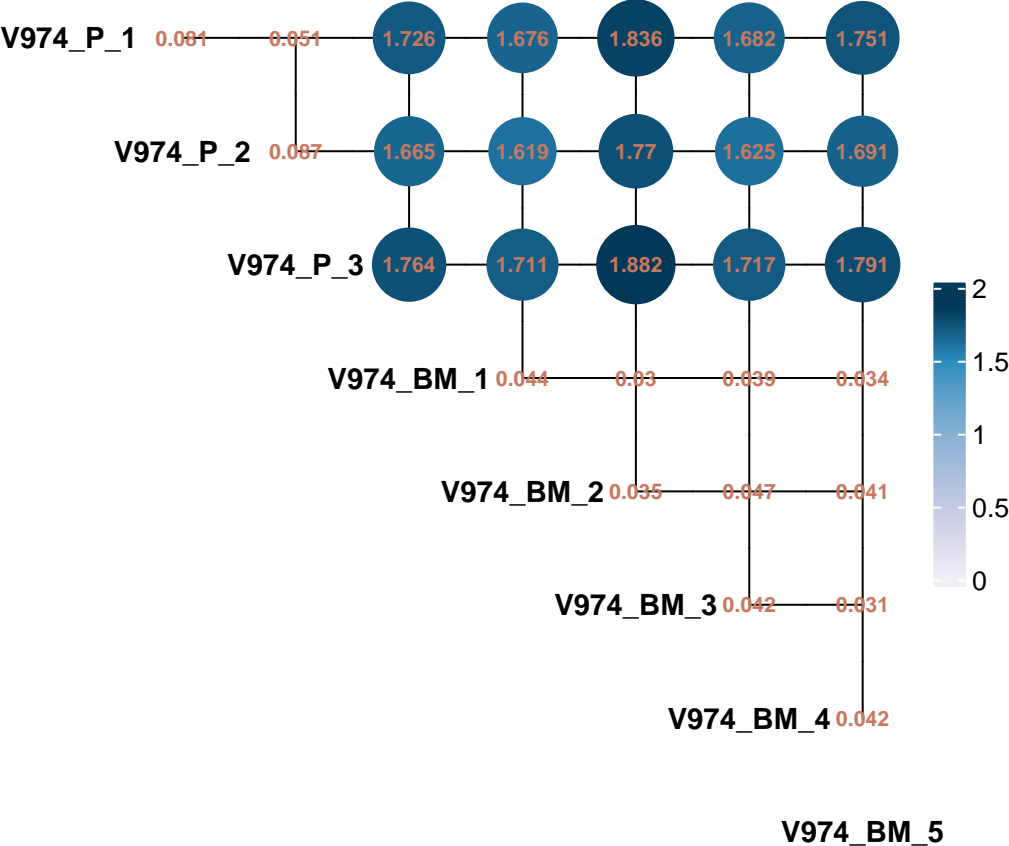 V974_P_1 0.081 0.051 1.726 1.676 1.836 1.682 1.751
V974_P_2 0.087 1.665 1.619 1.77 1.625 1.691
V974_P_3 1.764 1.711 1.882 1.717 1.791
V974_BM_1 0.044 0.03 0.039 0.034
V974_BM_2 0.035 0.047 0.041
V974_BM_3 0.042 0.031
V974_BM_4 0.042
V974_BM_5
2
1.5
1
0.5
0